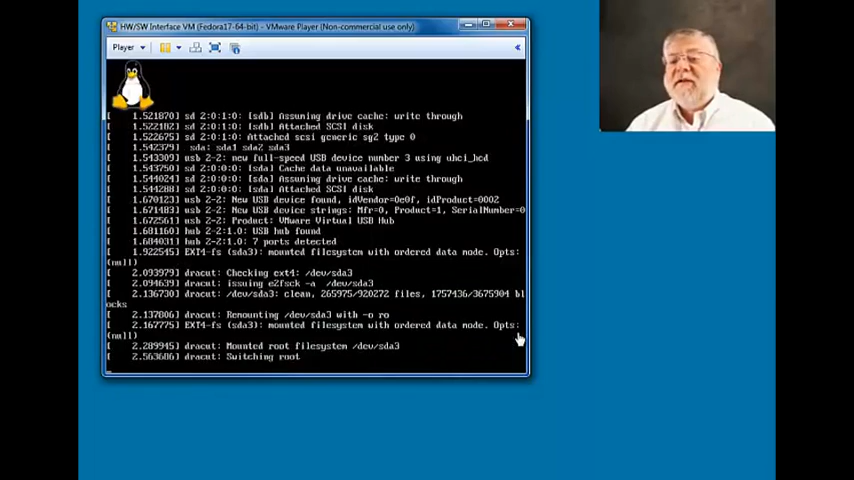 HW/SW Interface VM (Fedora17-64-bit) - VMware Player (Non-commercial use only)
Player
[    1.521870] sd 2:0:1:0: [sdb] Assuming drive cache: write through
[    1.522182] sd 2:0:1:0: [sdb] Attached SCSI disk
[    1.522675] sd 2:0:1:0: Attached scsi generic sg2 type 0
[    1.542379]  sda: sda1 sda2 sda3
[    1.543309] usb 2-2: new full-speed USB device number 3 using uhci_hcd
[    1.543750] sd 2:0:0:0: [sda] Cache data unavailable
[    1.544024] sd 2:0:0:0: [sda] Assuming drive cache: write through
[    1.544288] sd 2:0:0:0: [sda] Attached SCSI disk
[    1.670123] usb 2-2: New USB device found, idVendor=0e0f, idProduct=0002
[    1.671483] usb 2-2: New USB device strings: Mfr=0, Product=1, SerialNumber=0
[    1.672561] usb 2-2: Product: VMware Virtual USB Hub
[    1.681160] hub 2-2:1.0: USB hub found
[    1.684031] hub 2-2:1.0: 7 ports detected
[    1.922545] EXT4-fs (sda3): mounted filesystem with ordered data mode. Opts:
(null)
[    2.093979] dracut: Checking ext4: /dev/sda3
[    2.094639] dracut: issuing e2fsck -a  /dev/sda3
[    2.136730] dracut: /dev/sda3: clean, 265975/920272 files, 1757436/3675904 bl
ocks
[    2.137806] dracut: Remounting /dev/sda3 with -o ro
[    2.167775] EXT4-fs (sda3): mounted filesystem with ordered data mode. Opts:
(null)
[    2.289945] dracut: Mounted root filesystem /dev/sda3
[    2.563686] dracut: Switching root